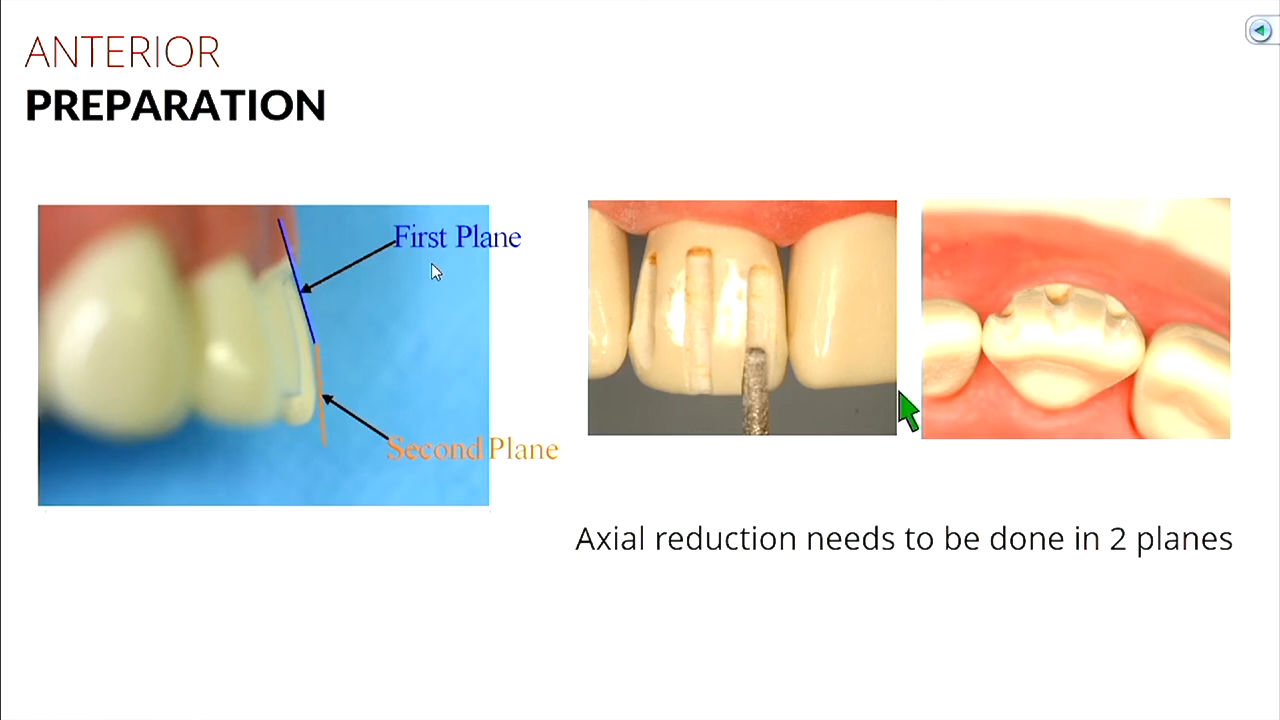 ANTERIOR
PREPARATION
First Plane
Second Plane
Axial reduction needs to be done in 2 planes